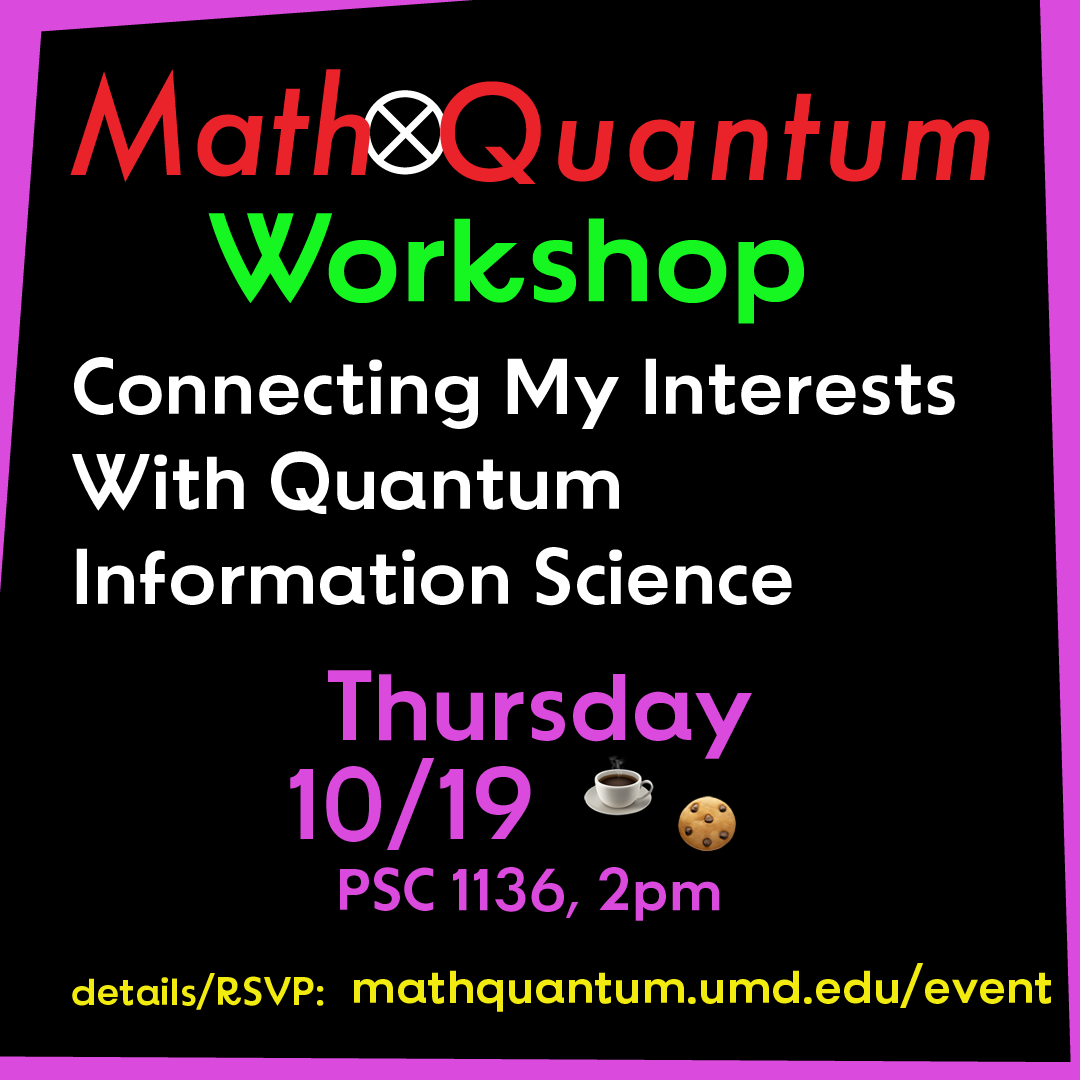 Math⊗Quantum
Workshop
Connecting My Interests
With Quantum
Information Science
Thursday
10/19
PSC 1136, 2pm
details/RSVP: mathquantum.umd.edu/event